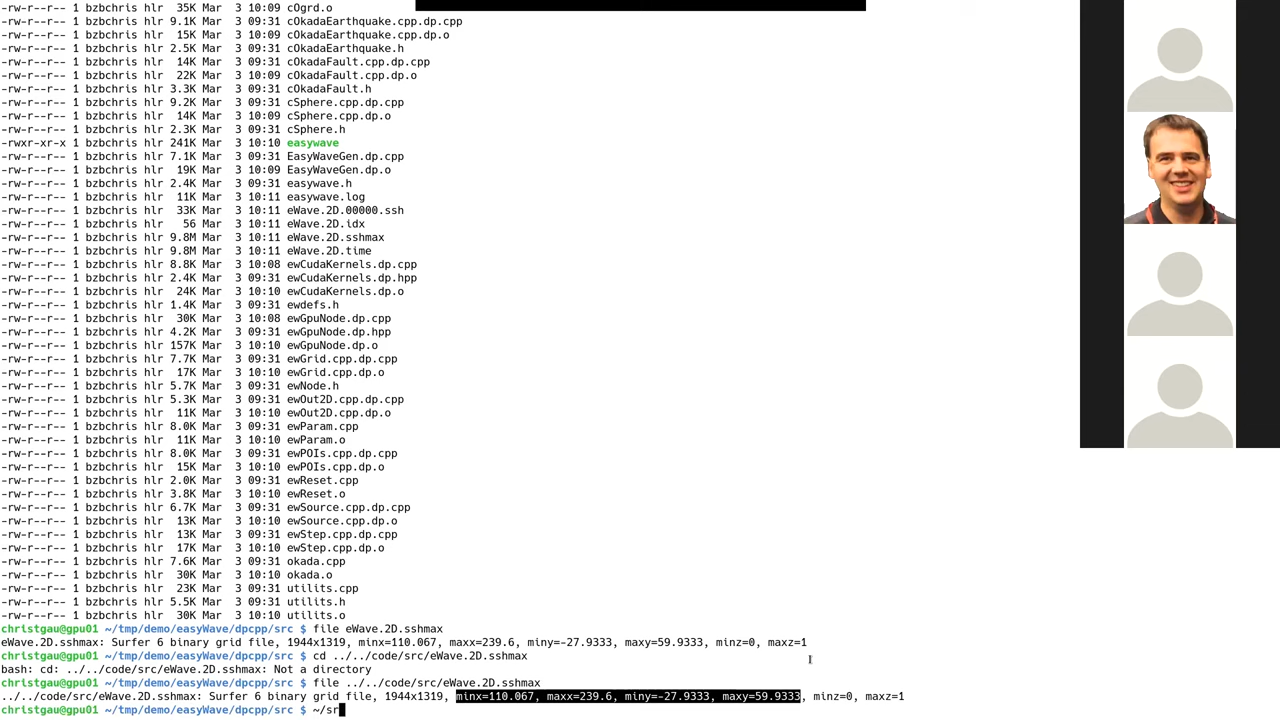 -rw-r--r-- 1 bzbchris hlr  35K Mar  3 10:09 cOgrd.o
-rw-r--r-- 1 bzbchris hlr 9.1K Mar  3 09:31 cOkadaEarthquake.cpp.dp.cpp
-rw-r--r-- 1 bzbchris hlr  15K Mar  3 10:09 cOkadaEarthquake.cpp.dp.o
-rw-r--r-- 1 bzbchris hlr 2.5K Mar  3 09:31 cOkadaEarthquake.h
-rw-r--r-- 1 bzbchris hlr  14K Mar  3 09:31 cOkadaFault.cpp.dp.cpp
-rw-r--r-- 1 bzbchris hlr  22K Mar  3 10:09 cOkadaFault.cpp.dp.o
-rw-r--r-- 1 bzbchris hlr 3.3K Mar  3 09:31 cOkadaFault.h
-rw-r--r-- 1 bzbchris hlr 9.2K Mar  3 09:31 cSphere.cpp.dp.cpp
-rw-r--r-- 1 bzbchris hlr  14K Mar  3 10:09 cSphere.cpp.dp.o
-rw-r--r-- 1 bzbchris hlr 2.3K Mar  3 09:31 cSphere.h
-rwxr-xr-x 1 bzbchris hlr 241K Mar  3 10:10 easywave
-rw-r--r-- 1 bzbchris hlr 7.1K Mar  3 09:31 EasyWaveGen.dp.cpp
-rw-r--r-- 1 bzbchris hlr  19K Mar  3 10:09 EasyWaveGen.dp.o
-rw-r--r-- 1 bzbchris hlr 2.4K Mar  3 09:31 easywave.h
-rw-r--r-- 1 bzbchris hlr  11K Mar  3 10:11 easywave.log
-rw-r--r-- 1 bzbchris hlr  33K Mar  3 10:11 eWave.2D.00000.ssh
-rw-r--r-- 1 bzbchris hlr   56 Mar  3 10:11 eWave.2D.idx
-rw-r--r-- 1 bzbchris hlr 9.8M Mar  3 10:11 eWave.2D.sshmax
-rw-r--r-- 1 bzbchris hlr 9.8M Mar  3 10:11 eWave.2D.time
-rw-r--r-- 1 bzbchris hlr 8.8K Mar  3 10:08 ewCudaKernels.dp.cpp
-rw-r--r-- 1 bzbchris hlr 2.4K Mar  3 09:31 ewCudaKernels.dp.hpp
-rw-r--r-- 1 bzbchris hlr  24K Mar  3 10:10 ewCudaKernels.dp.o
-rw-r--r-- 1 bzbchris hlr 1.4K Mar  3 09:31 ewdefs.h
-rw-r--r-- 1 bzbchris hlr  30K Mar  3 10:08 ewGpuNode.dp.cpp
-rw-r--r-- 1 bzbchris hlr 4.2K Mar  3 09:31 ewGpuNode.dp.hpp
-rw-r--r-- 1 bzbchris hlr 157K Mar  3 10:10 ewGpuNode.dp.o
-rw-r--r-- 1 bzbchris hlr 7.7K Mar  3 09:31 ewGrid.cpp.dp.cpp
-rw-r--r-- 1 bzbchris hlr  17K Mar  3 10:10 ewGrid.cpp.dp.o
-rw-r--r-- 1 bzbchris hlr 5.7K Mar  3 09:31 ewNode.h
-rw-r--r-- 1 bzbchris hlr 5.3K Mar  3 09:31 ewOut2D.cpp.dp.cpp
-rw-r--r-- 1 bzbchris hlr  11K Mar  3 10:10 ewOut2D.cpp.dp.o
-rw-r--r-- 1 bzbchris hlr 8.0K Mar  3 09:31 ewParam.cpp
-rw-r--r-- 1 bzbchris hlr  11K Mar  3 10:10 ewParam.o
-rw-r--r-- 1 bzbchris hlr 8.0K Mar  3 09:31 ewPOIs.cpp.dp.cpp
-rw-r--r-- 1 bzbchris hlr  15K Mar  3 10:10 ewPOIs.cpp.dp.o
-rw-r--r-- 1 bzbchris hlr 2.0K Mar  3 09:31 ewReset.cpp
-rw-r--r-- 1 bzbchris hlr 3.8K Mar  3 10:10 ewReset.o
-rw-r--r-- 1 bzbchris hlr 6.7K Mar  3 09:31 ewSource.cpp.dp.cpp
-rw-r--r-- 1 bzbchris hlr  13K Mar  3 10:10 ewSource.cpp.dp.o
-rw-r--r-- 1 bzbchris hlr  13K Mar  3 09:31 ewStep.cpp.dp.cpp
-rw-r--r-- 1 bzbchris hlr  17K Mar  3 10:10 ewStep.cpp.dp.o
-rw-r--r-- 1 bzbchris hlr 7.6K Mar  3 09:31 okada.cpp
-rw-r--r-- 1 bzbchris hlr  30K Mar  3 10:10 okada.o
-rw-r--r-- 1 bzbchris hlr  23K Mar  3 09:31 utilits.cpp
-rw-r--r-- 1 bzbchris hlr 5.5K Mar  3 09:31 utilits.h
-rw-r--r-- 1 bzbchris hlr  30K Mar  3 10:10 utilits.o
christgau@gpu01 ~/tmp/demo/easyWave/dpcpp/src $ file eWave.2D.sshmax
eWave.2D.sshmax: Surfer 6 binary grid file, 1944x1319, minx=110.067, maxx=239.6, miny=-27.9333, maxy=59.9333, minz=0, maxz=1
christgau@gpu01 ~/tmp/demo/easyWave/dpcpp/src $ cd ../../code/src/eWave.2D.sshmax
bash: cd: ../../code/src/eWave.2D.sshmax: Not a directory
christgau@gpu01 ~/tmp/demo/easyWave/dpcpp/src $ file ../../code/src/eWave.2D.sshmax
../../code/src/eWave.2D.sshmax: Surfer 6 binary grid file, 1944x1319, minx=110.067, maxx=239.6, miny=-27.9333, maxy=59.9333, minz=0, maxz=1
christgau@gpu01 ~/tmp/demo/easyWave/dpcpp/src $ ~/sr